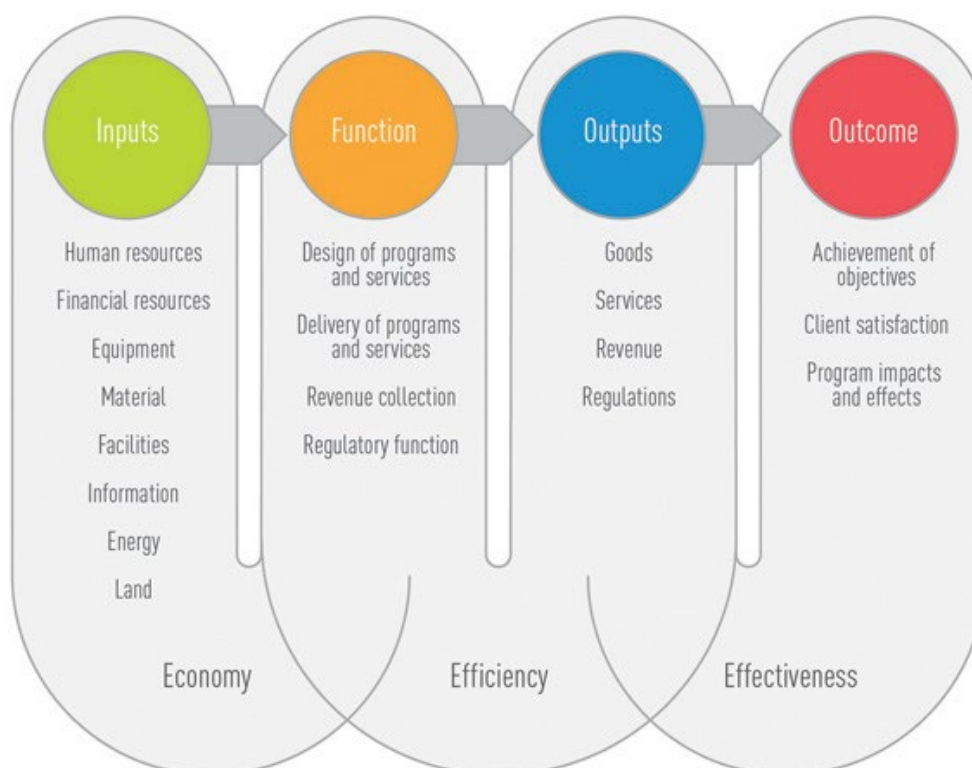 Inputs
Function
Outputs
Outcome
Human resources
Financial resources
Equipment
Material
Facilities
Information
Energy
Land
Design of programs
and services
Delivery of programs
and services
Revenue collection
Regulatory function
Goods
Services
Revenue
Regulations
Achievement of
objectives
Client satisfaction
Program impacts
and effects
Economy
Efficiency
Effectiveness